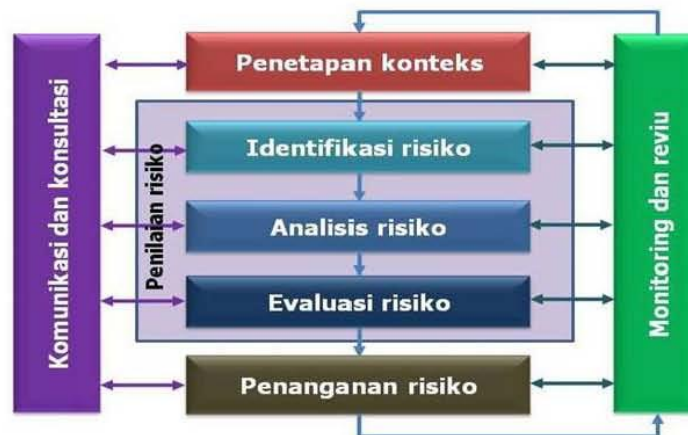 Komunikasi dan konsultasi
Penetapan konteks
Penilaian risiko
Identifikasi risiko
Analisis risiko
Evaluasi risiko
Penanganan risiko
Monitoring dan reviu